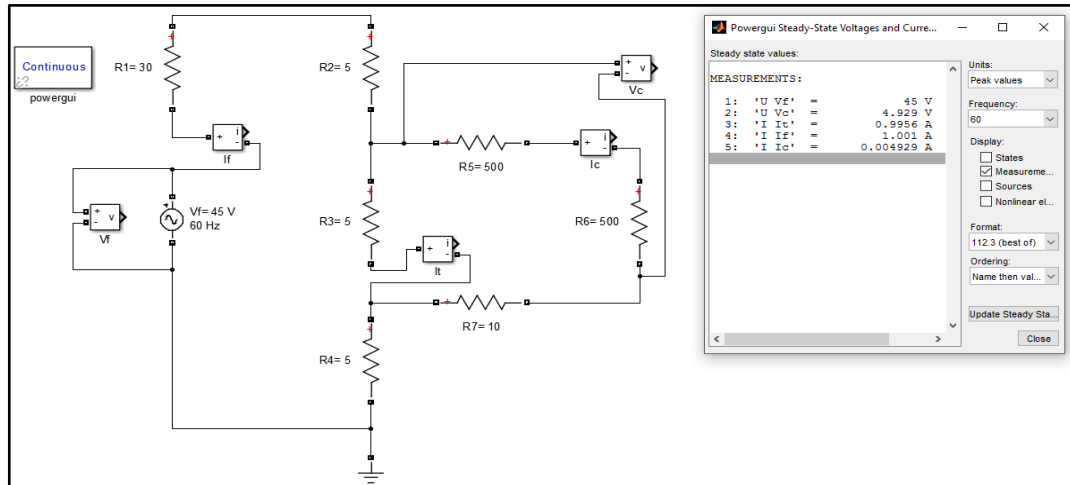 Continuous
powergui
R1= 30
R2= 5
+ i
-
If
+ v
-
Vf
Vf= 45 V
60 Hz
+ v
-
Vc
R5= 500
+ i
-
Ic
R3= 5
R6= 500
+ i
-
It
R7= 10
R4= 5
Powergui Steady-State Voltages and Curre...
Steady state values:
MEASUREMENTS:
1: 'U Vf' = 45 V
2: 'U Vc' = 4.929 V
3: 'I It' = 0.9956 A
4: 'I If' = 1.001 A
5: 'I Ic' = 0.004929 A
Units:
Peak values
Frequency:
60
Display:
States
Measureme...
Sources
Nonlinear el...
Format:
112.3 (best of)
Ordering:
Name then val...
Update Steady Sta...
Close